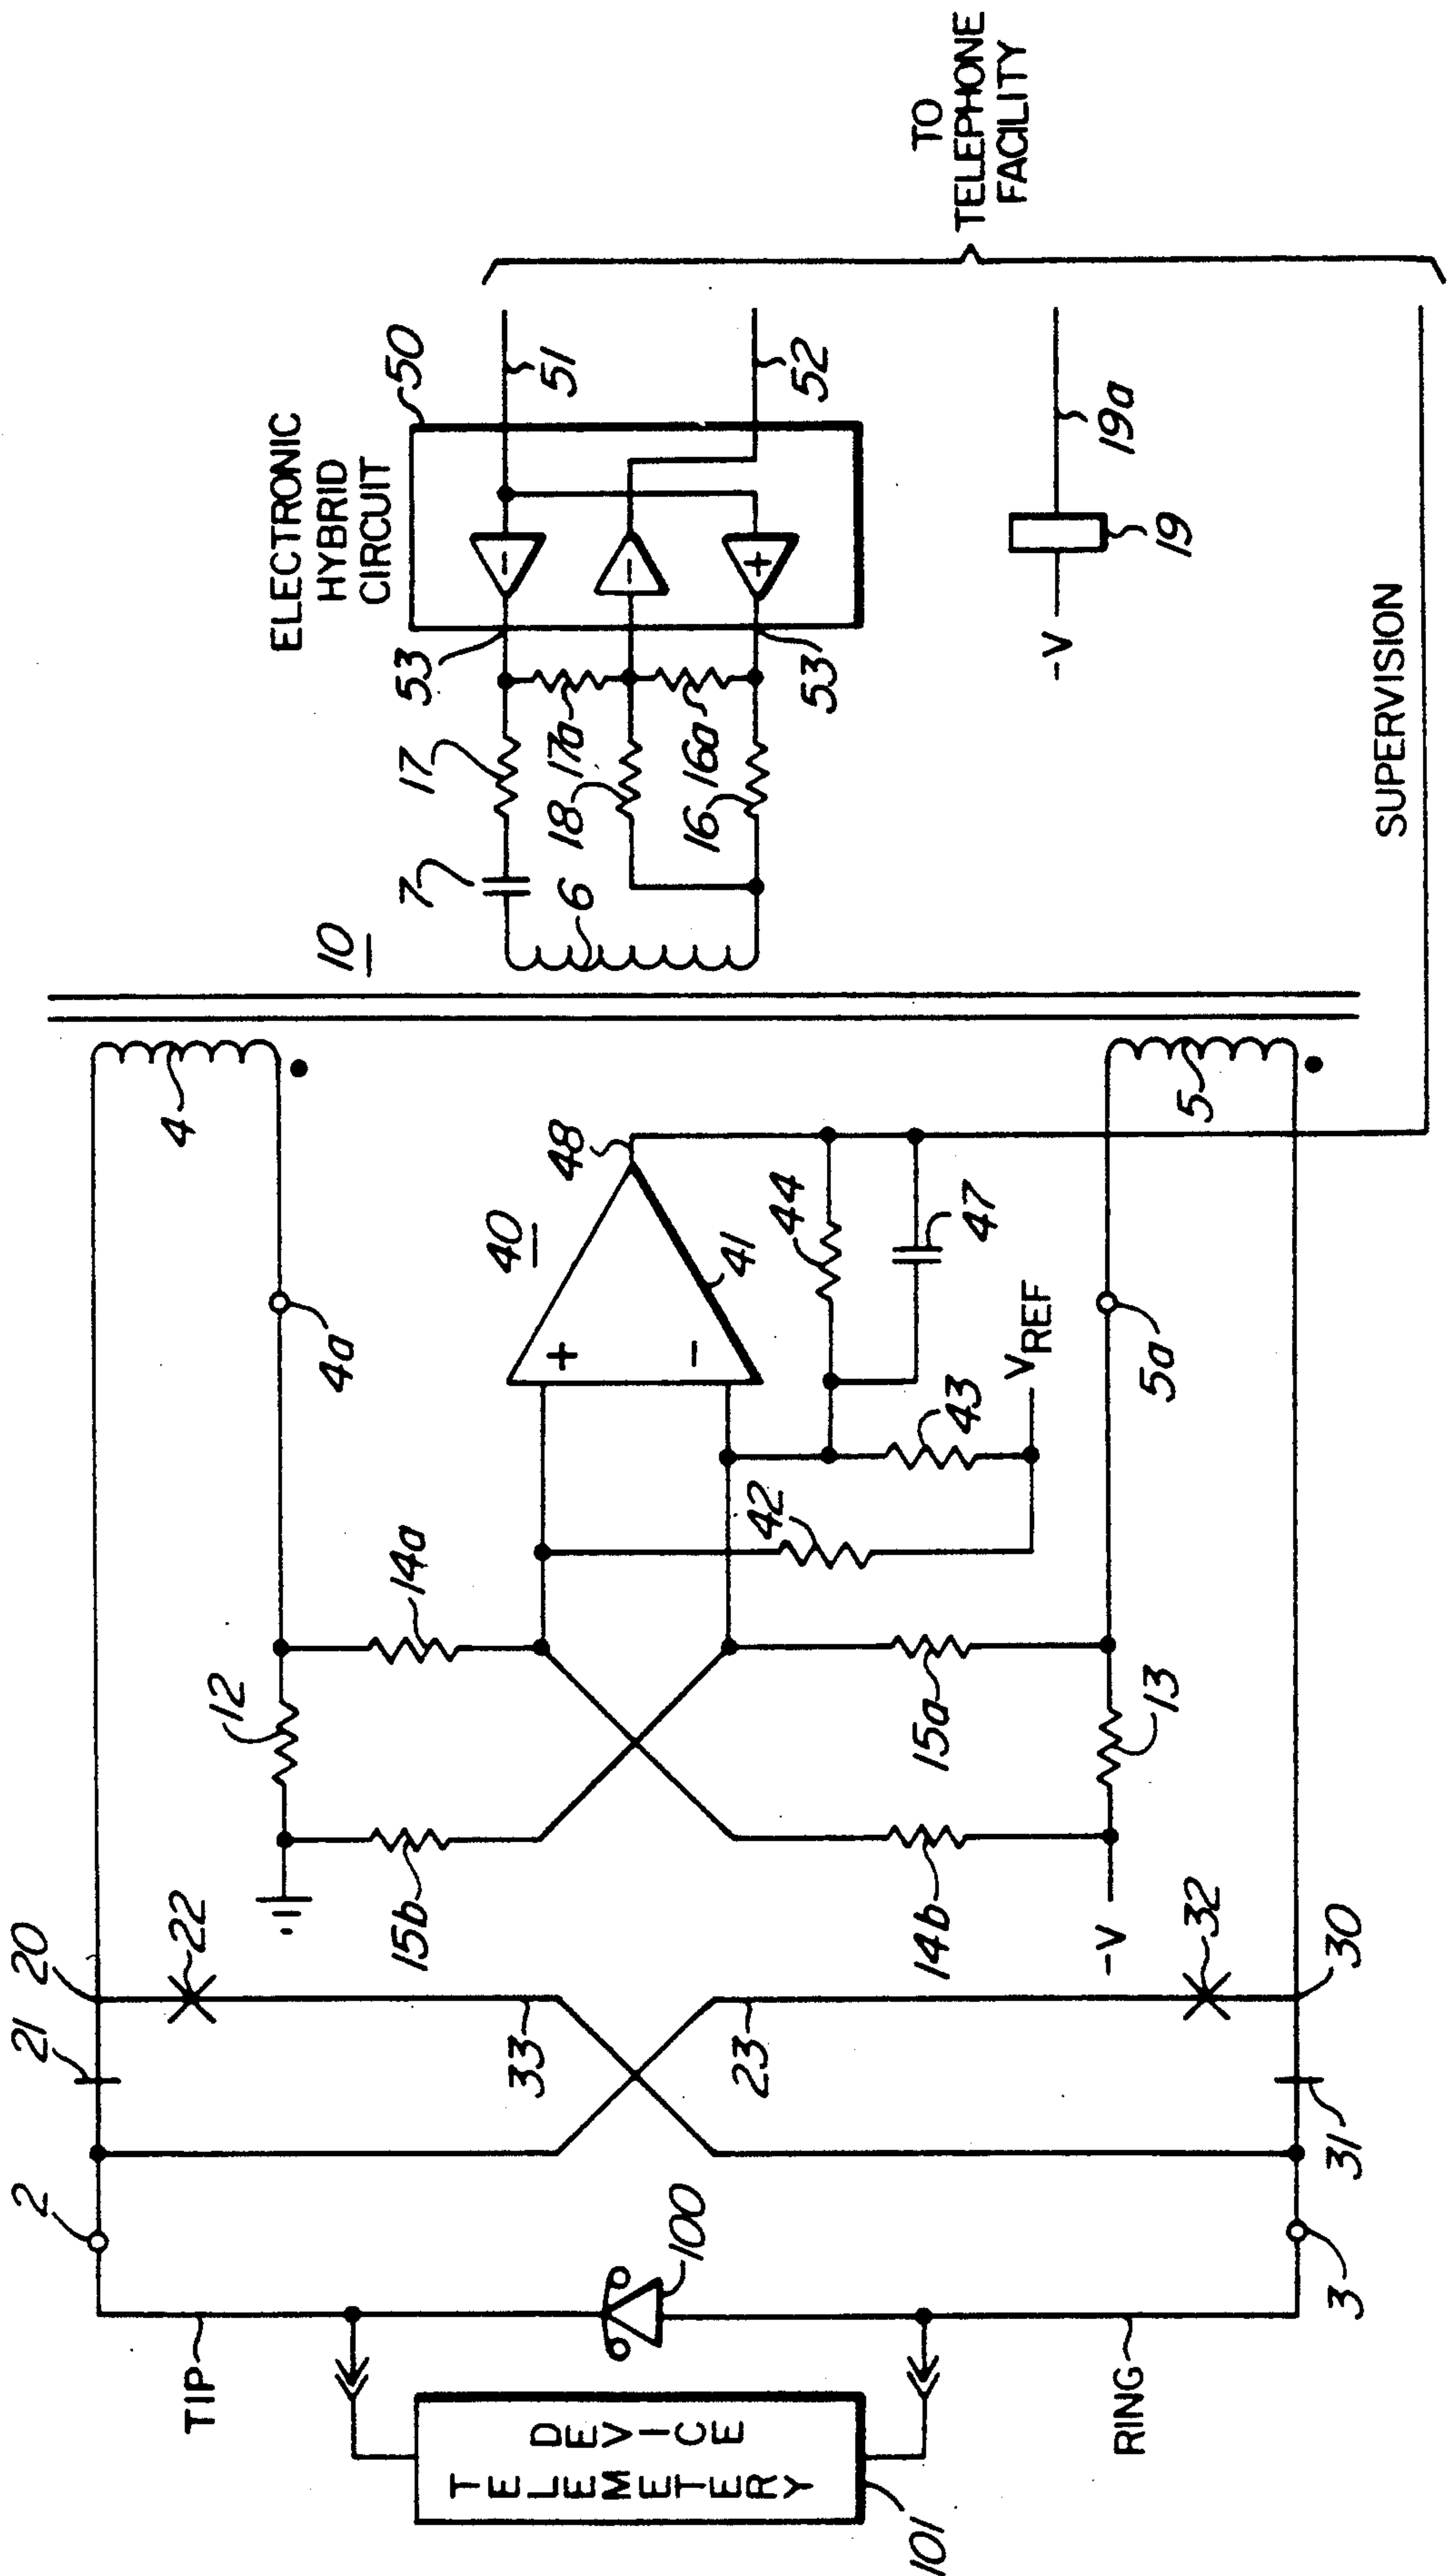 TO
TELEPHONE
FACILITY
ELECTRONIC
HYBRID
CIRCUIT
50
51
52
53
53
17
17a
18
16a
16
7
6
10
19a
19
-V
SUPERVISION
4
4a
5
5a
48
40
41
+
-
44
47
43
42
VREF
14a
12
15a
13
15b
14b
-V
20
21
22
33
23
32
30
31
2
3
100
TIP
RING
TELEMETERY
DEVICE
101
-
-
+